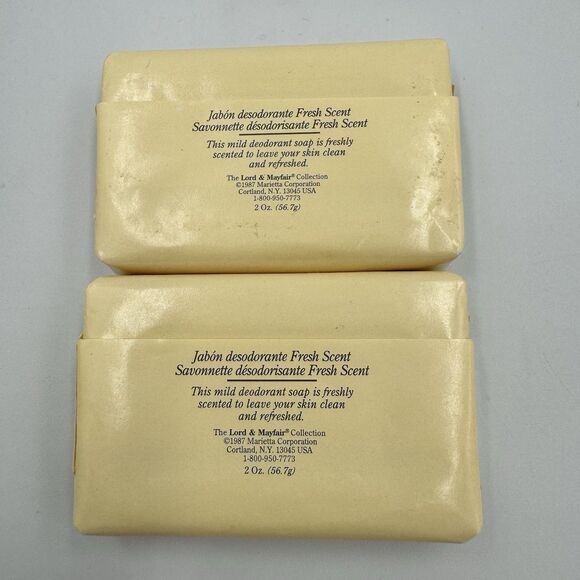 Jabón desodorante Fresh Scent
Savonnette désodorisante Fresh Scent
This mild deodorant soap is freshly
scented to leave your skin clean
and refreshed.
The Lord & Mayfair® Collection
©1987 Marietta Corporation
Cortland, N.Y. 13045 USA
1-800-950-7773
2 Oz. (56.7g)
Jabón desodorante Fresh Scent
Savonnette désodorisante Fresh Scent
This mild deodorant soap is freshly
scented to leave your skin clean
and refreshed.
The Lord & Mayfair® Collection
©1987 Marietta Corporation
Cortland, N.Y. 13045 USA
1-800-950-7773
2 Oz. (56.7g)